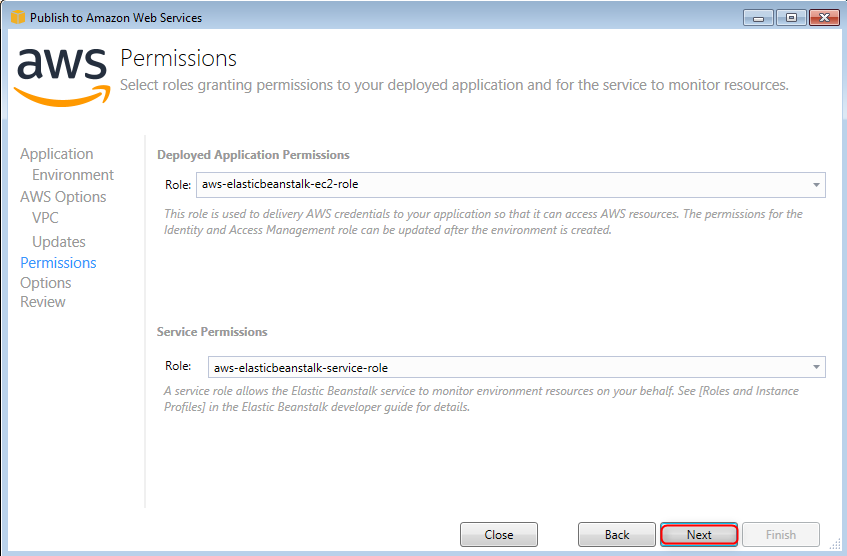 Publish to Amazon Web Services
aws
Permissions
Select roles granting permissions to your deployed application and for the service to monitor resources.
Application
Environment
AWS Options
VPC
Updates
Permissions
Options
Review
Deployed Application Permissions
Role: aws-elasticbeanstalk-ec2-role
This role is used to delivery AWS credentials to your application so that it can access AWS resources. The permissions for the
Identity and Access Management role can be updated after the environment is created.
Service Permissions
Role: aws-elasticbeanstalk-service-role
A service role allows the Elastic Beanstalk service to monitor environment resources on your behalf. See [Roles and Instance
Profiles] in the Elastic Beanstalk developer guide for details.
Close Back Next Finish